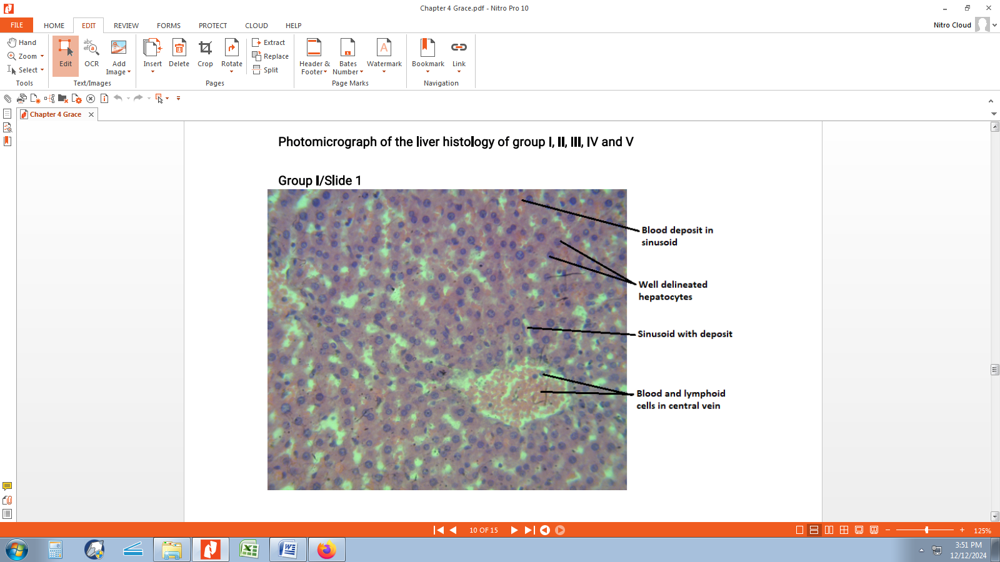 Chapter 4 Grace.pdf - Nitro Pro 10
FILE
HOME
EDIT
REVIEW
FORMS
PROTECT
CLOUD
HELP
Nitro Cloud
Hand
Zoom
Select
Tools
Edit
OCR
Add
Image
Text/Images
Insert
Delete
Crop
Rotate
Extract
Replace
Split
Pages
Header &
Footer
Bates
Number
Watermark
Page Marks
Bookmark
Link
Navigation
Chapter 4 Grace
Photomicrograph of the liver histology of group I, II, III, IV and V
Group I/Slide 1
Blood deposit in
sinusoid
Well delineated
hepatocytes
Sinusoid with deposit
Blood and lymphoid
cells in central vein
10 OF 15
125%
3:51 PM
12/12/2024